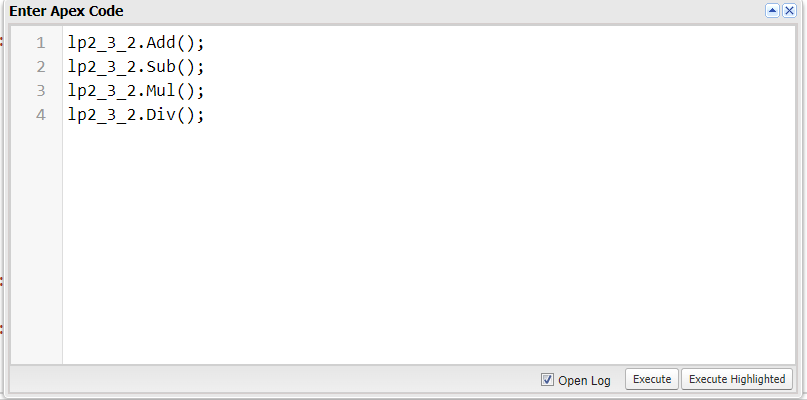 Enter Apex Code
1 lp2_3_2.Add();
2 lp2_3_2.Sub();
3 lp2_3_2.Mul();
4 lp2_3_2.Div();
Open Log Execute Execute Highlighted